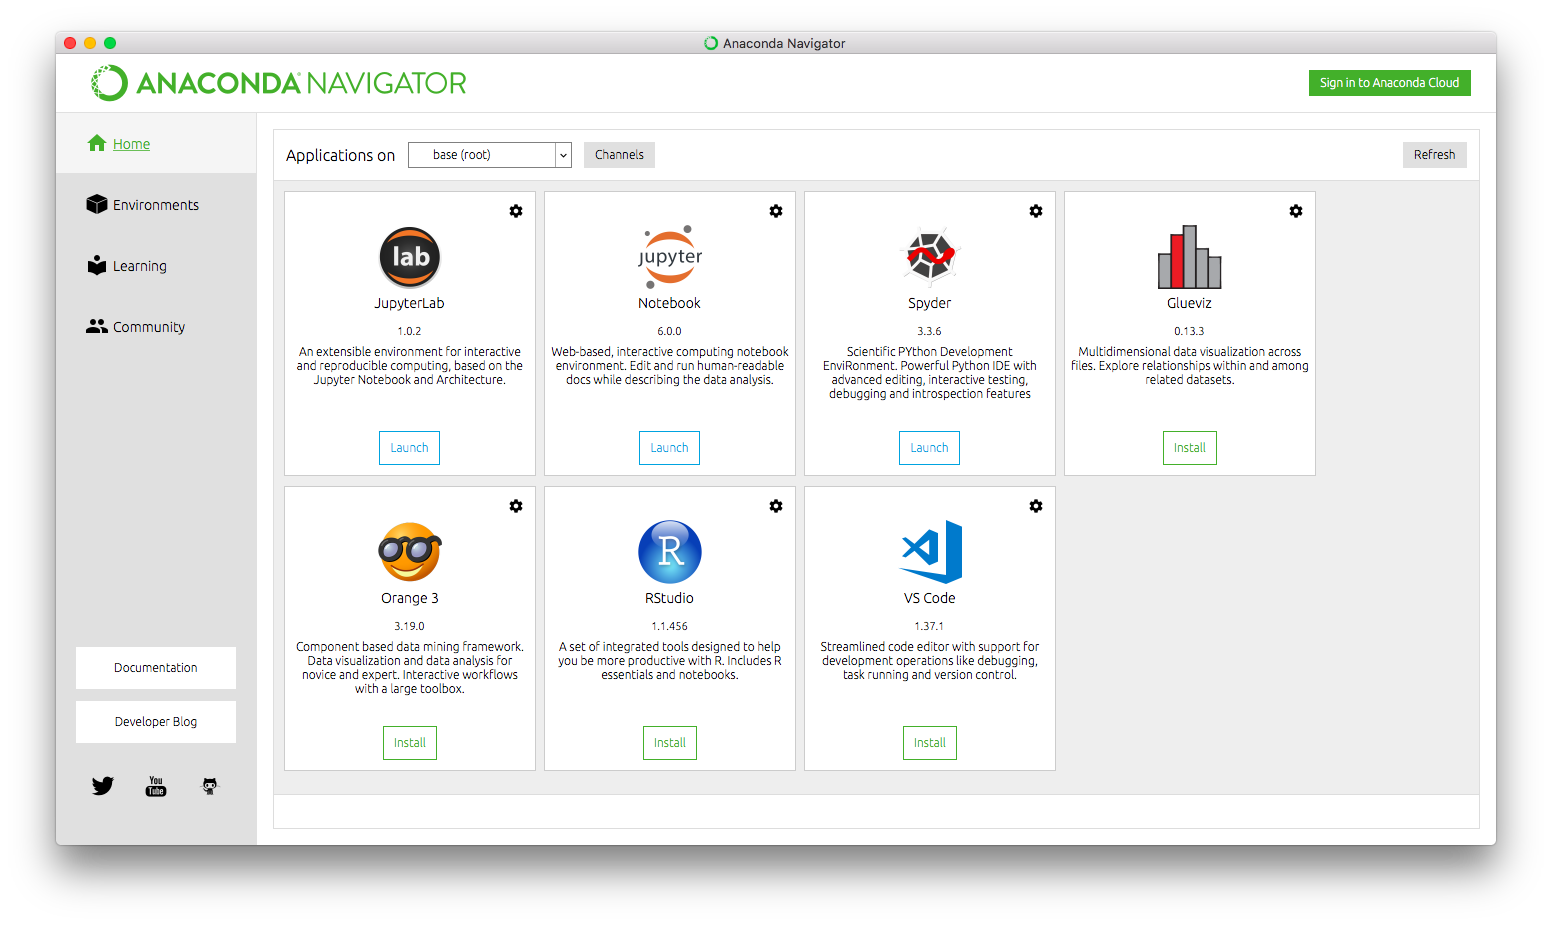 Anaconda Navigator
ANACONDA NAVIGATOR
Sign in to Anaconda Cloud
Home
Environments
Learning
Community
Documentation
Developer Blog
You
Tube
Applications on
base (root)
Channels
Refresh
lab
JupyterLab
1.0.2
An extensible environment for interactive
and reproducible computing, based on the
Jupyter Notebook and Architecture.
Launch
jupyter
Notebook
6.0.0
Web-based, interactive computing notebook
environment. Edit and run human-readable
docs while describing the data analysis.
Launch
Spyder
3.3.6
Scientific PYthon Development
EnviRonment. Powerful Python IDE with
advanced editing, interactive testing,
debugging and introspection features
Launch
Glueviz
0.13.3
Multidimensional data visualization across
files. Explore relationships within and among
related datasets.
Install
Orange 3
3.19.0
Component based data mining framework.
Data visualization and data analysis for
novice and expert. Interactive workflows
with a large toolbox.
Install
R
RStudio
1.1.456
A set of integrated tools designed to help
you be more productive with R. Includes R
essentials and notebooks.
Install
VS Code
1.37.1
Streamlined code editor with support for
development operations like debugging,
task running and version control.
Install